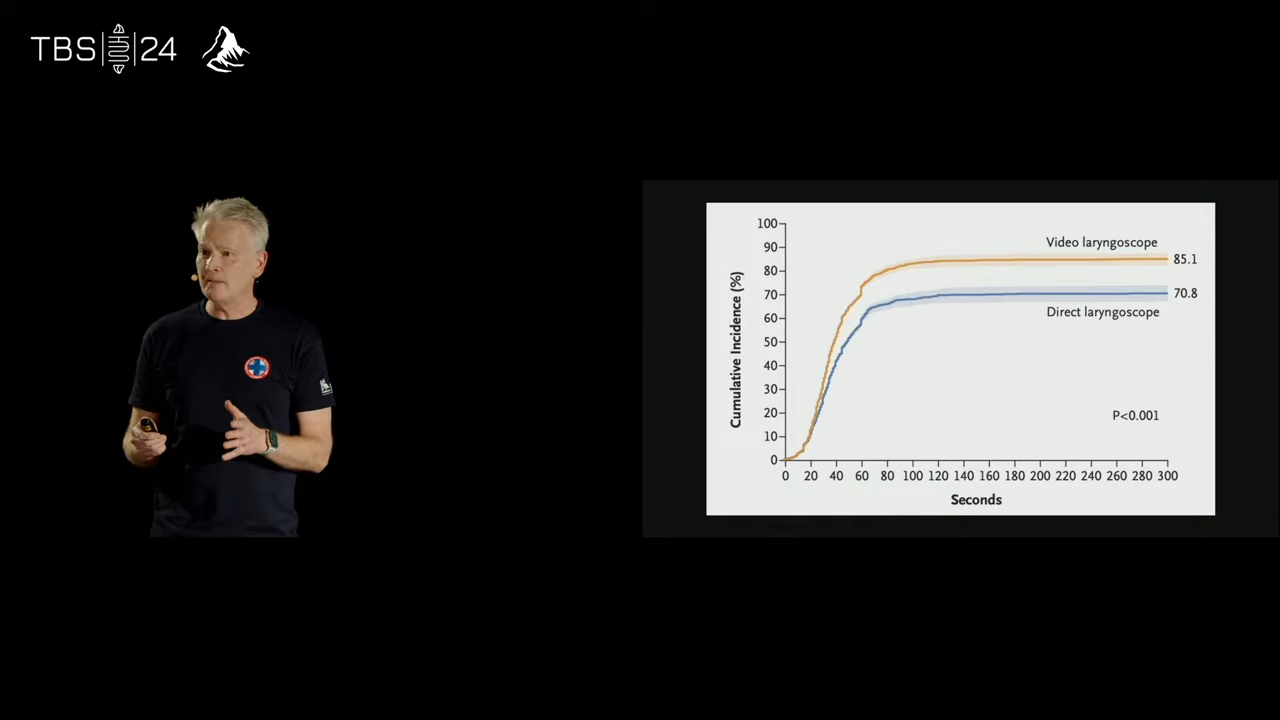 TBS 24
100
90
80
70
60
50
40
30
20
10
0
Cumulative Incidence (%)
Video laryngoscope
85.1
70.8
Direct laryngoscope
P<0.001
0 20 40 60 80 100 120 140 160 180 200 220 240 260 280 300
Seconds